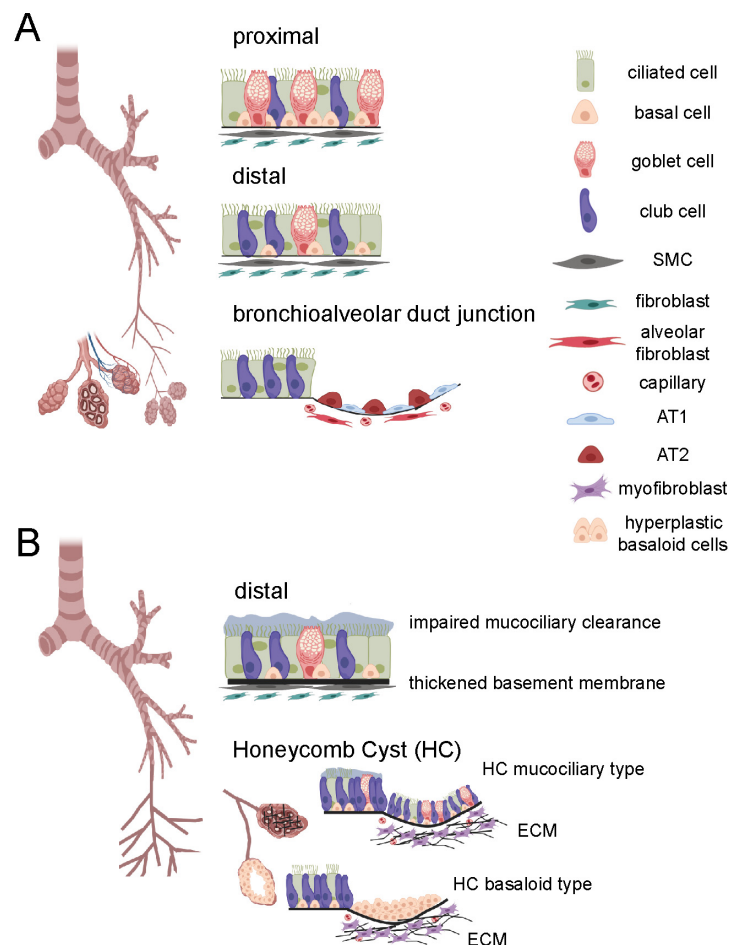 A
proximal
distal
bronchioalveolar duct junction
ciliated cell
basal cell
goblet cell
club cell
SMC
fibroblast
alveolar
fibroblast
capillary
AT1
AT2
myofibroblast
hyperplastic
basaloid cells
B
distal
impaired mucociliary clearance
thickened basement membrane
Honeycomb Cyst (HC)
HC mucociliary type
ECM
HC basaloid type
ECM